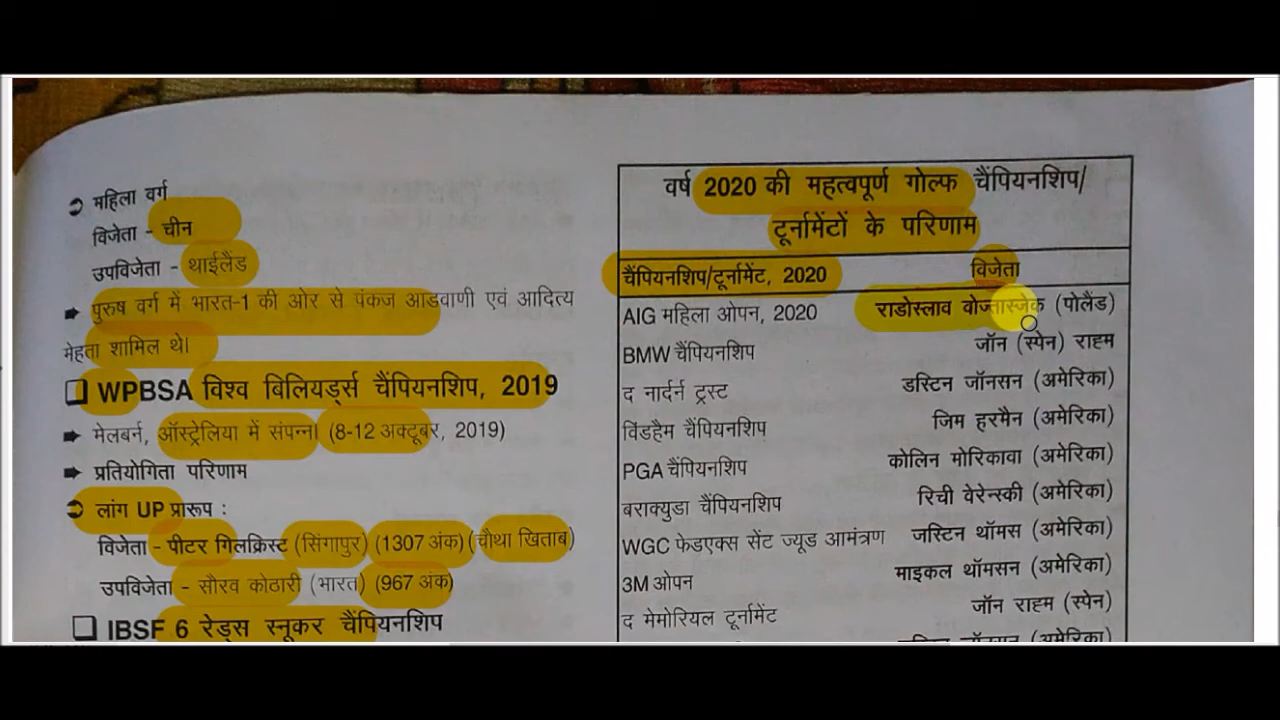 ➲ महिला वर्ग
विजेता - चीन
उपविजेता - थाईलैंड
➡ पुरुष वर्ग में भारत-1 की ओर से पंकज आडवाणी एवं आदित्य
मेहता शामिल थे।
❑ WPBSA विश्व बिलियर्ड्स चैंपियनशिप, 2019
➡ मेलबर्न, ऑस्ट्रेलिया में संपन्न। (8-12 अक्टूबर, 2019)
➡ प्रतियोगिता परिणाम
➲ लांग UP प्रारूप :
विजेता - पीटर गिलक्रिस्ट (सिंगापुर) (1307 अंक) (चौथा खिताब)
उपविजेता - सौरव कोठारी (भारत) (967 अंक)
❑ IBSF 6 रेड्स स्नूकर चैंपियनशिप
वर्ष 2020 की महत्वपूर्ण गोल्फ चैंपियनशिप/
टूर्नामेंटों के परिणाम
चैंपियनशिप/टूर्नामेंट, 2020 विजेता
AIG महिला ओपन, 2020 राडोस्लाव वोज्तास्जेक (पोलैंड)
BMW चैंपियनशिप जॉन (स्पेन) राह्म
द नार्दर्न ट्रस्ट डस्टिन जॉनसन (अमेरिका)
विंडहैम चैंपियनशिप जिम हरमैन (अमेरिका)
PGA चैंपियनशिप कोलिन मोरिकावा (अमेरिका)
बराक्युडा चैंपियनशिप रिची वेरेन्स्की (अमेरिका)
WGC फेडएक्स सेंट ज्यूड आमंत्रण जस्टिन थॉमस (अमेरिका)
3M ओपन माइकल थॉमसन (अमेरिका)
द मेमोरियल टूर्नामेंट जॉन राह्म (स्पेन)